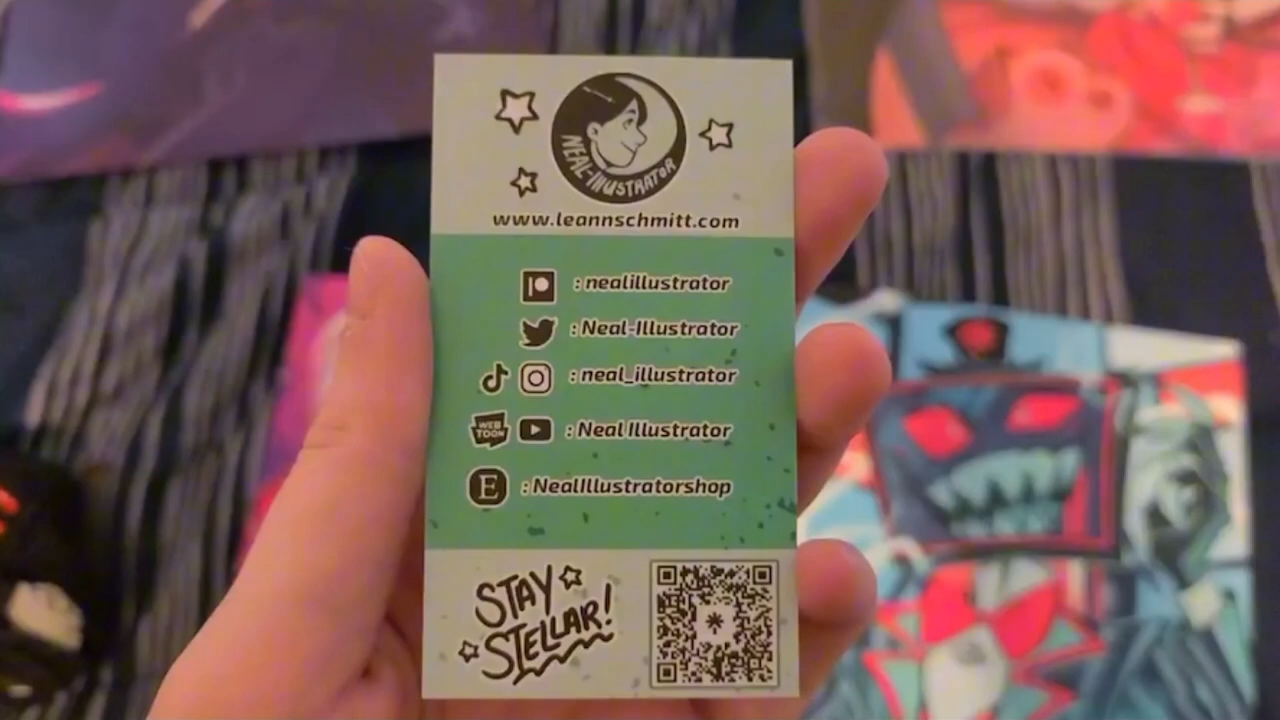 NEAL-ILLUSTRATOR
www.leannschmitt.com
: nealillustrator
: Neal-Illustrator
: neal_illustrator
WEB
TOON
: Neal Illustrator
E
: NealIllustratorshop
STAY
STELLAR!